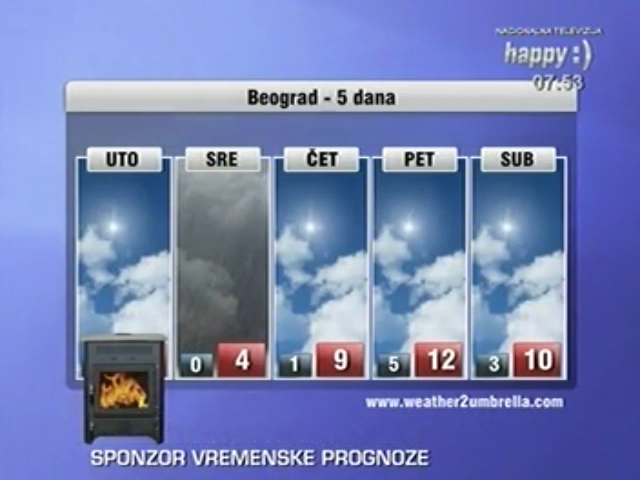 NACIONALNA TELEVIZIJA
happy :)
07:53
Beograd - 5 dana
UTO SRE ČET PET SUB
0 4 1 9 5 12 3 10
www.weather2umbrella.com
SPONZOR VREMENSKE PROGNOZE